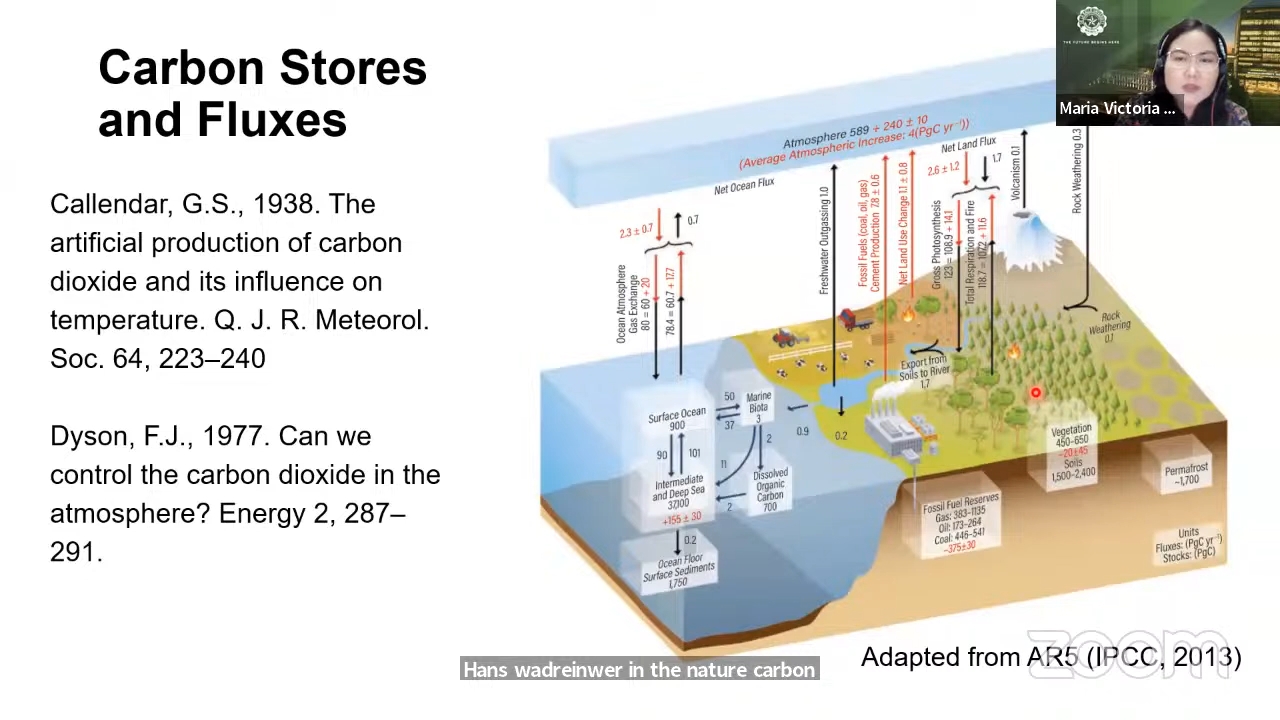 Carbon Stores
and Fluxes
Callendar, G.S., 1938. The
artificial production of carbon
dioxide and its influence on
temperature. Q. J. R. Meteorol.
Soc. 64, 223–240
Dyson, F.J., 1977. Can we
control the carbon dioxide in the
atmosphere? Energy 2, 287–
291.
THE FUTURE BEGINS HERE
Maria Victoria ...
Atmosphere 589 + 240 ± 10
(Average Atmospheric Increase: 4(PgC yr⁻¹))
Net Ocean Flux
2.3 ± 0.7
0.7
Ocean Atmosphere
Gas Exchange
80 = 60 + 20
78.4 = 60.7 + 17.7
Freshwater Outgassing 1.0
Fossil Fuels (coal, oil, gas)
Cement Production 7.8 ± 0.6
Net Land Use Change 1.1 ± 0.8
Net Land Flux
2.6 ± 1.2
1.7
Gross Photosynthesis
123 = 108.9 + 14.1
Total Respiration and Fire
118.7 = 107.2 + 11.6
Volcanism 0.1
Rock Weathering 0.3
Rock
Weathering
0.1
Export from
Soils to River
1.7
Surface Ocean
900
50
37
Marine
Biota
3
0.9
0.2
90
101
11
2
Intermediate
and Deep Sea
37,100
+155 ± 30
2
Dissolved
Organic
Carbon
700
0.2
Ocean Floor
Surface Sediments
1,750
Fossil Fuel Reserves
Gas: 383–1135
Oil: 173–264
Coal: 446–541
–375±30
Vegetation
450–650
–20±45
Soils
1,500–2,400
Permafrost
~1,700
Units
Fluxes: (PgC yr⁻¹)
Stocks: (PgC)
Adapted from AR5 (IPCC, 2013)
zoom
Hans wadreinwer in the nature carbon